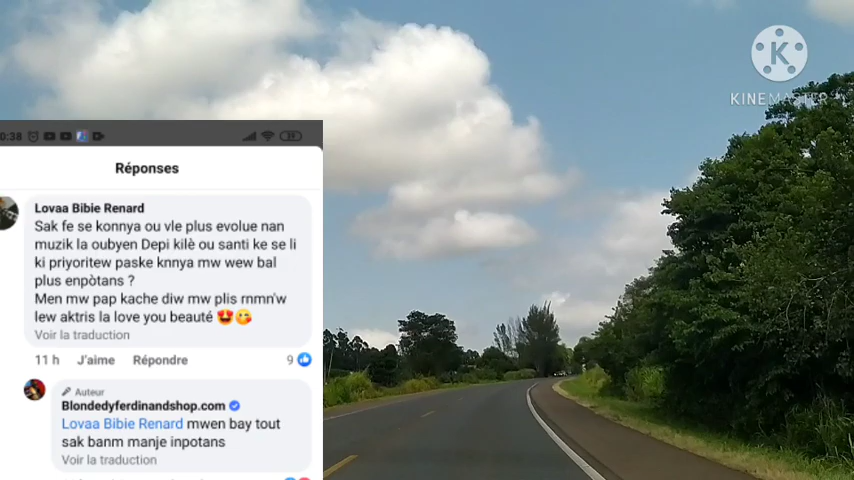 KINEMASTER
0:38
Réponses
Lovaa Bibie Renard
Sak fe se konnya ou vle plus evolue nan
muzik la oubyen Depi kilè ou santi ke se li
ki priyoritew paske knnya mw wew bal
plus enpòtans ?
Men mw pap kache diw mw plis rnmn'w
lew aktris la love you beauté 😍😋
Voir la traduction
11 h J'aime Répondre 9
Auteur
Blondedyferdinandshop.com
Lovaa Bibie Renard mwen bay tout
sak banm manje inpotans
Voir la traduction